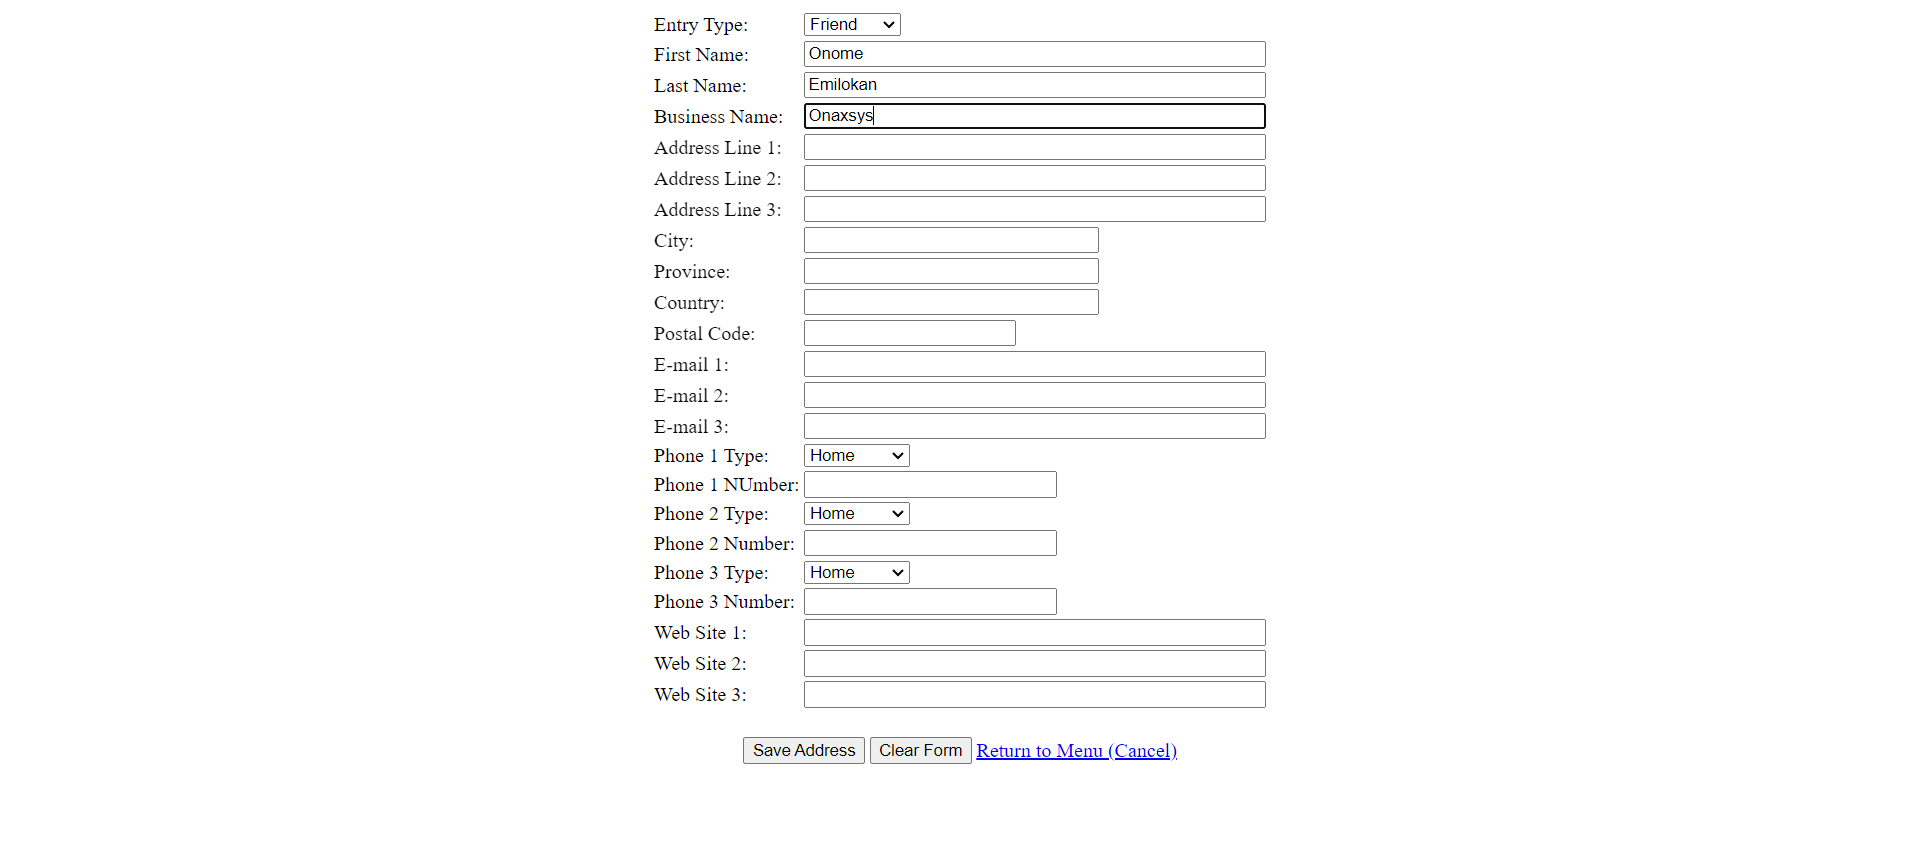 Entry Type: Friend
First Name: Onome
Last Name: Emilokan
Business Name: Onaxsys
Address Line 1:
Address Line 2:
Address Line 3:
City:
Province:
Country:
Postal Code:
E-mail 1:
E-mail 2:
E-mail 3:
Phone 1 Type: Home
Phone 1 NUmber:
Phone 2 Type: Home
Phone 2 Number:
Phone 3 Type: Home
Phone 3 Number:
Web Site 1:
Web Site 2:
Web Site 3:
Save Address Clear Form Return to Menu (Cancel)